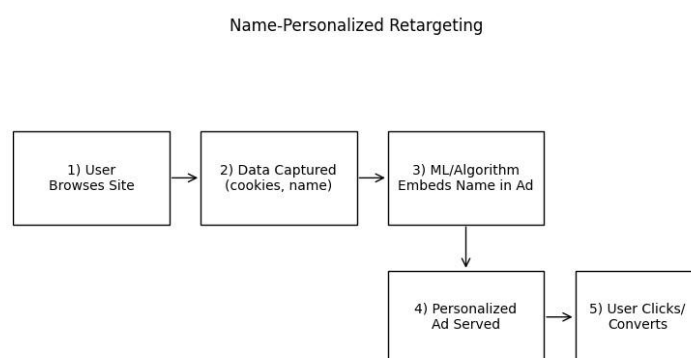 Name-Personalized Retargeting
1) User
Browses Site
2) Data Captured
(cookies, name)
3) ML/Algorithm
Embeds Name in Ad
4) Personalized
Ad Served
5) User Clicks/
Converts